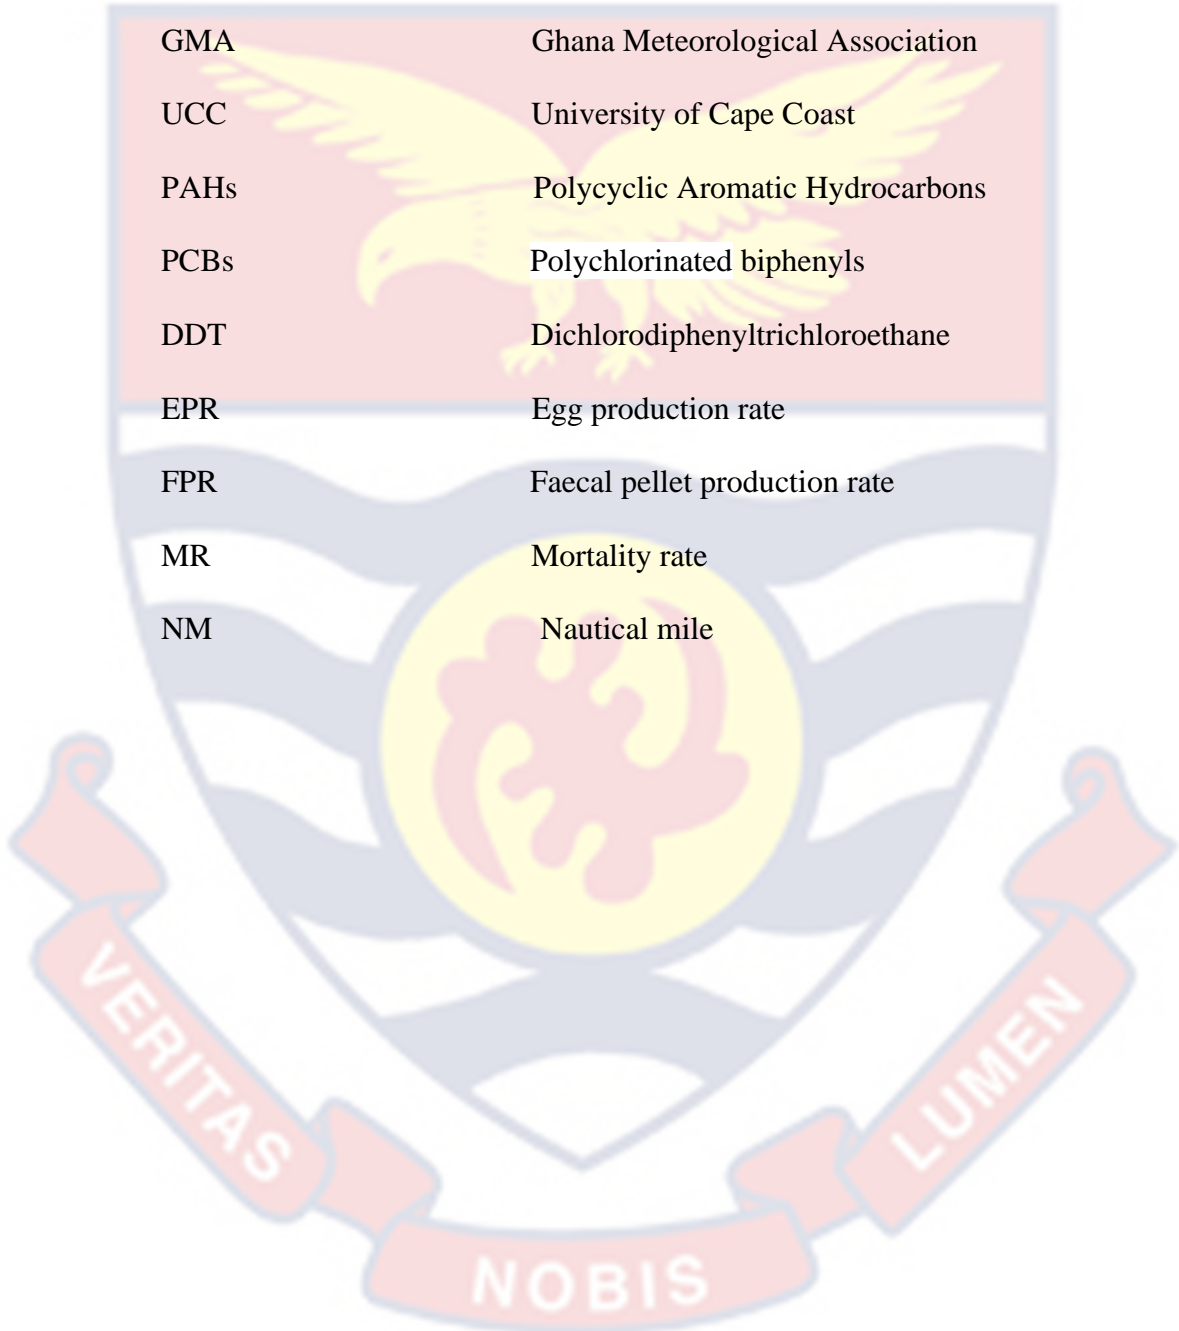 GMA Ghana Meteorological Association
UCC University of Cape Coast
PAHs Polycyclic Aromatic Hydrocarbons
PCBs Polychlorinated biphenyls
DDT Dichlorodiphenyltrichloroethane
EPR Egg production rate
FPR Faecal pellet production rate
MR Mortality rate
NM Nautical mile
VERITAS NOBIS LUMEN